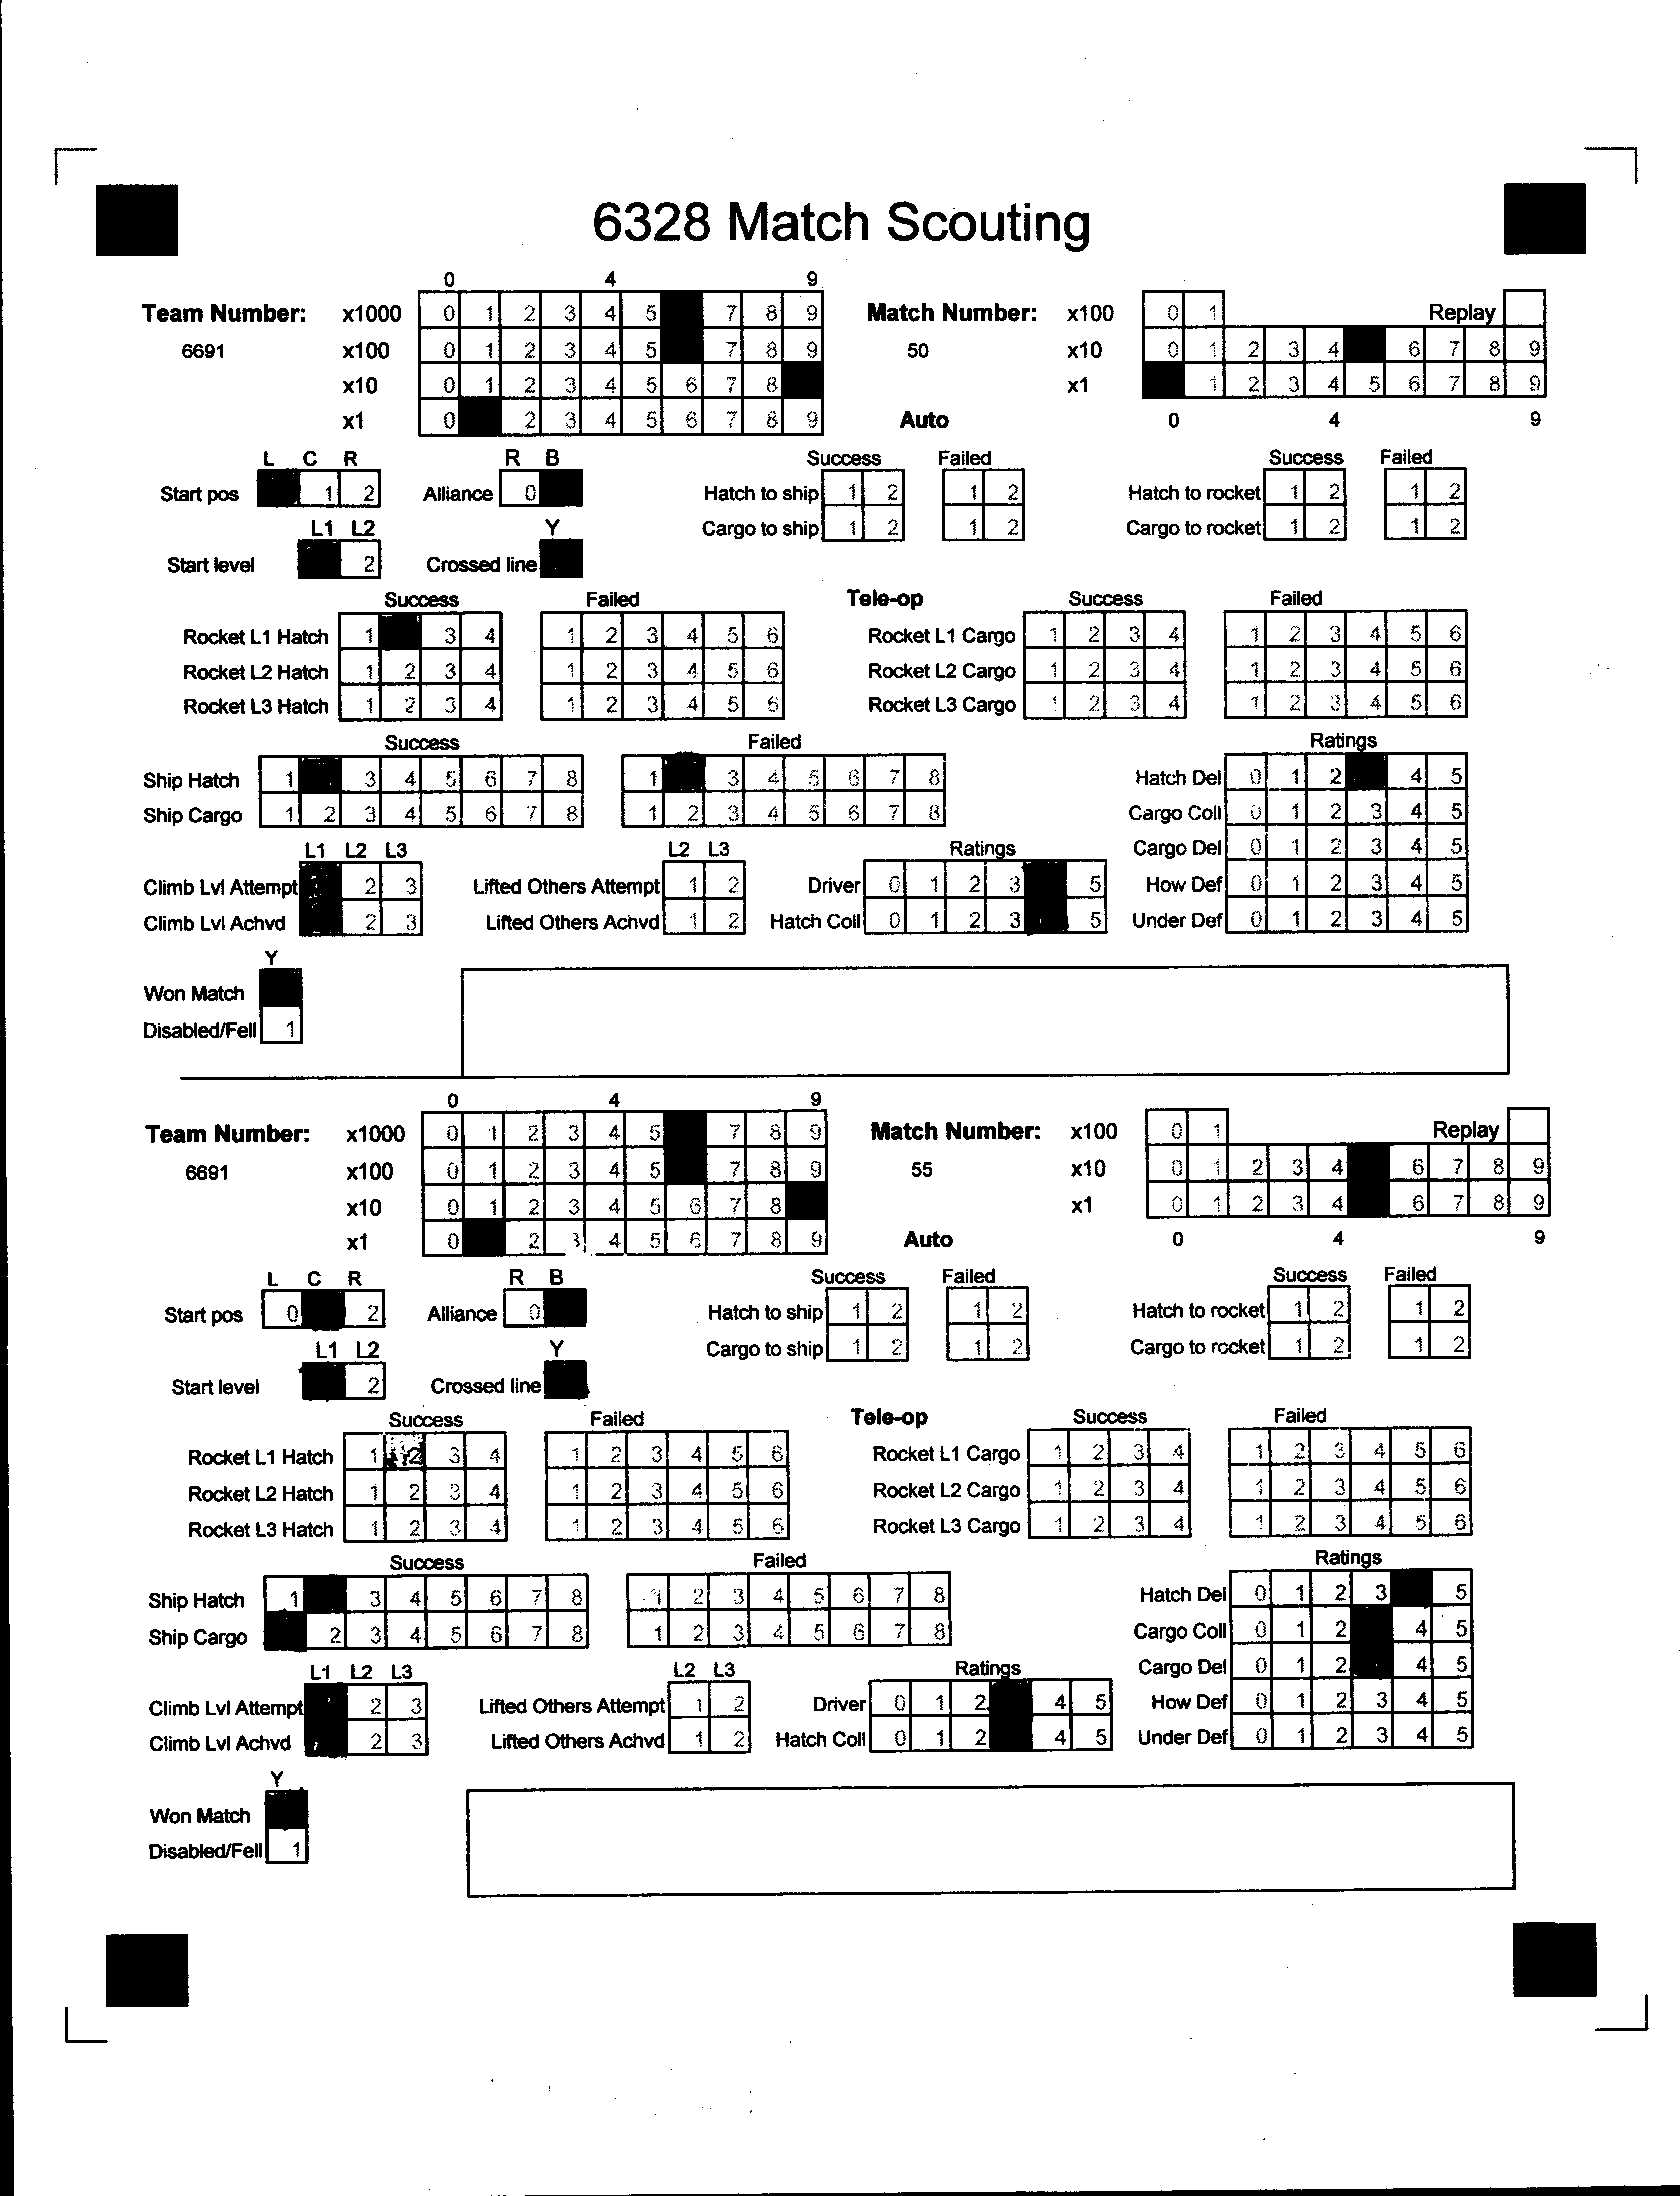 6328 Match Scouting
0 4 9
Team Number: x1000 0 1 2 3 4 5 7 8 9 Match Number: x100 0 1 Replay
6691 x100 0 1 2 3 4 5 7 8 9 50 x10 0 1 2 3 4 6 7 8 9
x10 0 1 2 3 4 5 6 7 8 x1 1 2 3 4 5 6 7 8 9
x1 0 2 3 4 5 6 7 8 9 Auto 0 4 9
L C R R B Success Failed Success Failed
Start pos 1 2 Alliance 0 Hatch to ship 1 2 1 2 Hatch to rocket 1 2 1 2
L1 L2 Y Cargo to ship 1 2 1 2 Cargo to rocket 1 2 1 2
Start level 2 Crossed line
Success Failed Tele-op Success Failed
Rocket L1 Hatch 1 3 4 1 2 3 4 5 6 Rocket L1 Cargo 1 2 3 4 1 2 3 4 5 6
Rocket L2 Hatch 1 2 3 4 1 2 3 4 5 6 Rocket L2 Cargo 1 2 3 4 1 2 3 4 5 6
Rocket L3 Hatch 1 2 3 4 1 2 3 4 5 6 Rocket L3 Cargo 1 2 3 4 1 2 3 4 5 6
Success Failed Ratings
Ship Hatch 1 3 4 5 6 7 8 1 3 4 5 6 7 8 Hatch Del 0 1 2 4 5
Ship Cargo 1 2 3 4 5 6 7 8 1 2 3 4 5 6 7 8 Cargo Coll 0 1 2 3 4 5
L1 L2 L3 L2 L3 Ratings Cargo Del 0 1 2 3 4 5
Climb Lvl Attempt 2 3 Lifted Others Attempt 1 2 Driver 0 1 2 3 5 How Def 0 1 2 3 4 5
Climb Lvl Achvd 2 3 Lifted Others Achvd 1 2 Hatch Coll 0 1 2 3 5 Under Def 0 1 2 3 4 5
Y
Won Match
Disabled/Fell 1
0 4 9
Team Number: x1000 0 1 2 3 4 5 7 8 9 Match Number: x100 0 1 Replay
6691 x100 0 1 2 3 4 5 7 8 9 55 x10 0 1 2 3 4 6 7 8 9
x10 0 1 2 3 4 5 6 7 8 x1 0 1 2 3 4 6 7 8 9
x1 0 2 3 4 5 6 7 8 9 Auto 0 4 9
L C R R B Success Failed Success Failed
Start pos 0 2 Alliance 0 Hatch to ship 1 2 1 2 Hatch to rocket 1 2 1 2
L1 L2 Y Cargo to ship 1 2 1 2 Cargo to rocket 1 2 1 2
Start level 2 Crossed line
Success Failed Tele-op Success Failed
Rocket L1 Hatch 1 2 3 4 1 2 3 4 5 6 Rocket L1 Cargo 1 2 3 4 1 2 3 4 5 6
Rocket L2 Hatch 1 2 3 4 1 2 3 4 5 6 Rocket L2 Cargo 1 2 3 4 1 2 3 4 5 6
Rocket L3 Hatch 1 2 3 4 1 2 3 4 5 6 Rocket L3 Cargo 1 2 3 4 1 2 3 4 5 6
Success Failed Ratings
Ship Hatch 1 3 4 5 6 7 8 1 2 3 4 5 6 7 8 Hatch Del 0 1 2 3 5
Ship Cargo 2 3 4 5 6 7 8 1 2 3 4 5 6 7 8 Cargo Coll 0 1 2 4 5
L1 L2 L3 L2 L3 Ratings Cargo Del 0 1 2 4 5
Climb Lvl Attempt 2 3 Lifted Others Attempt 1 2 Driver 0 1 2 4 5 How Def 0 1 2 3 4 5
Climb Lvl Achvd 2 3 Lifted Others Achvd 1 2 Hatch Coll 0 1 2 4 5 Under Def 0 1 2 3 4 5
Y
Won Match
Disabled/Fell 1